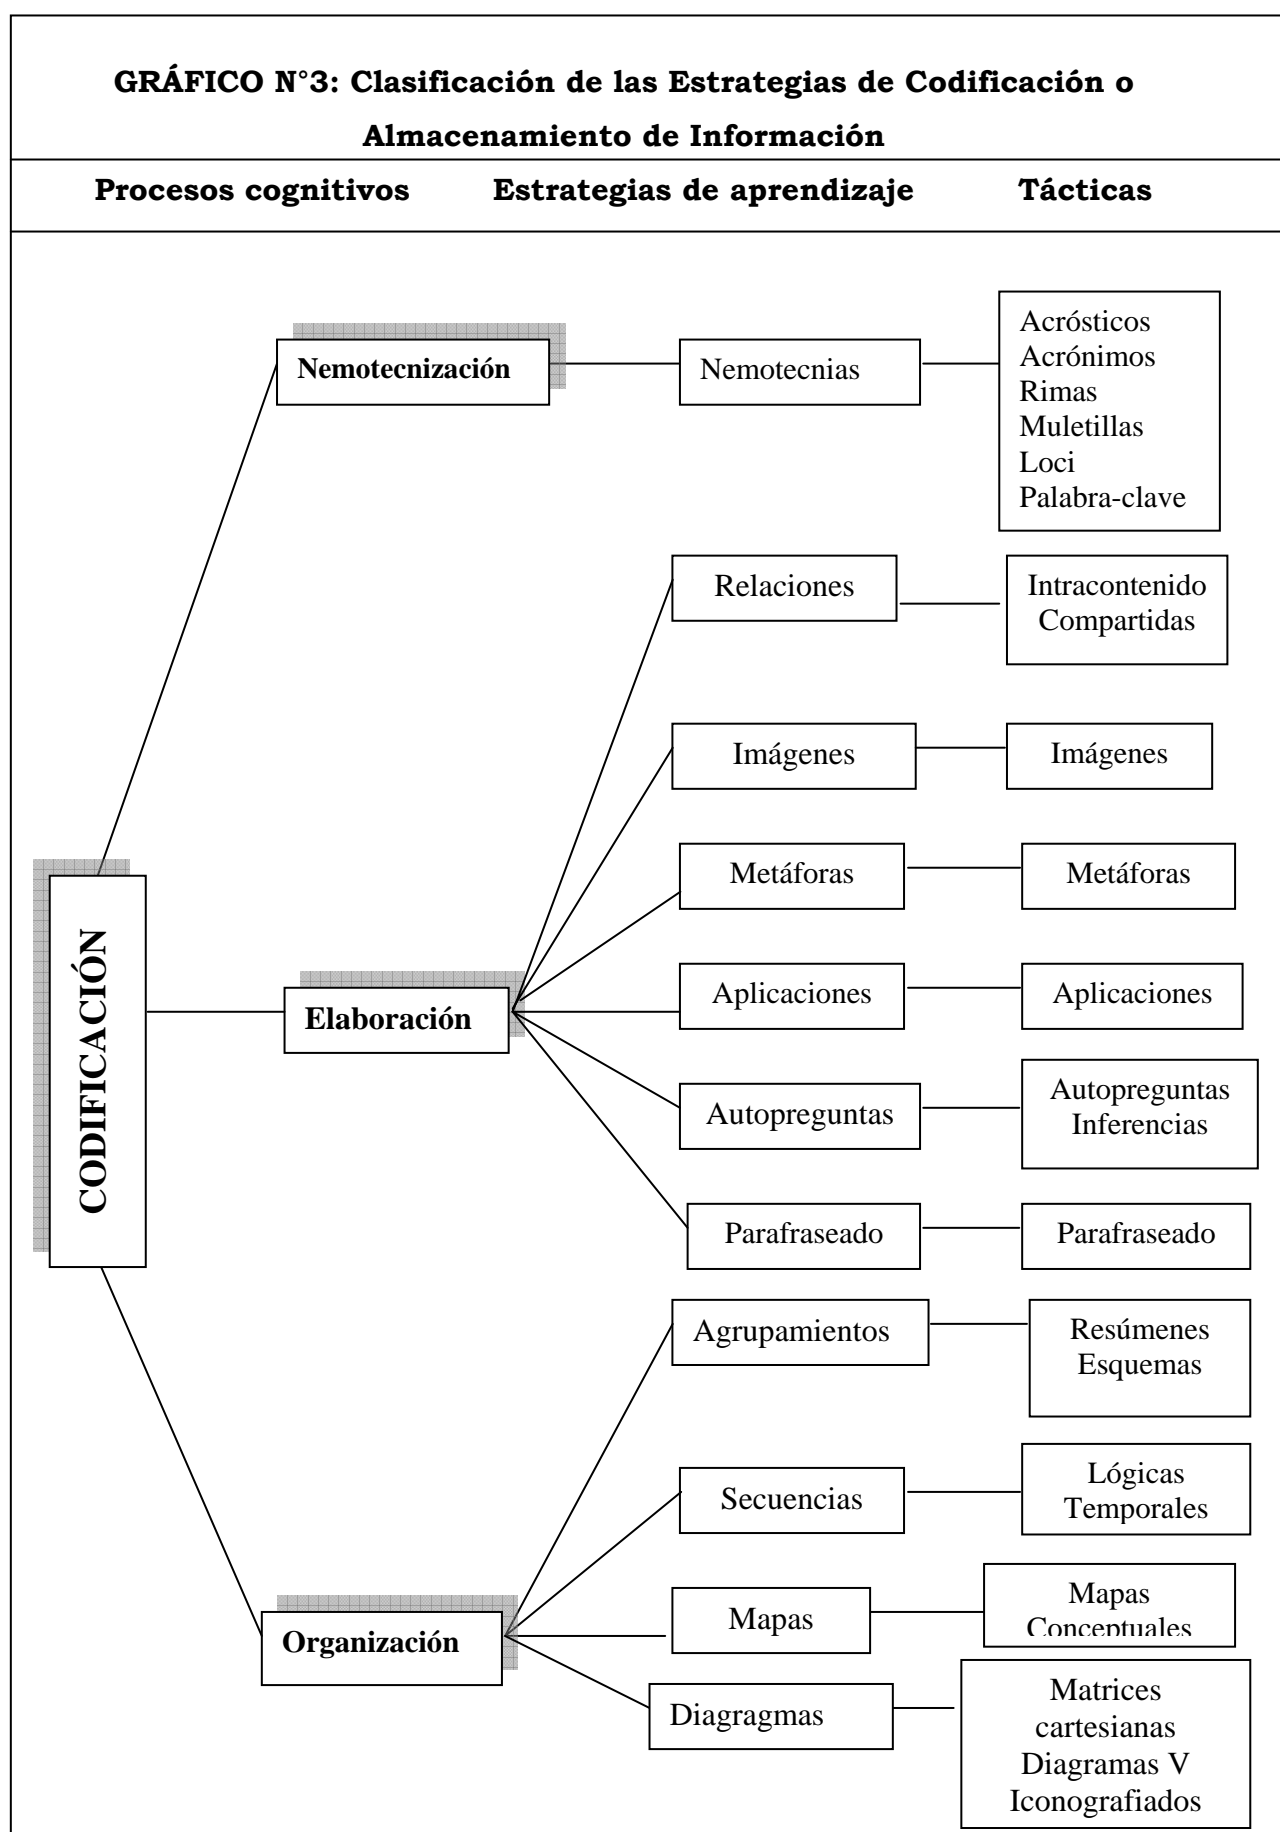 GRÁFICO N°3: Clasificación de las Estrategias de Codificación o
Almacenamiento de Información
Procesos cognitivos Estrategias de aprendizaje Tácticas
CODIFICACIÓN
Nemotecnización
Nemotecnias
Acrósticos
Acrónimos
Rimas
Muletillas
Loci
Palabra-clave
Elaboración
Relaciones
Intracontenido
Compartidas
Imágenes
Imágenes
Metáforas
Metáforas
Aplicaciones
Aplicaciones
Autopreguntas
Autopreguntas
Inferencias
Parafraseado
Parafraseado
Organización
Agrupamientos
Resúmenes
Esquemas
Secuencias
Lógicas
Temporales
Mapas
Mapas
Conceptuales
Diagragmas
Matrices
cartesianas
Diagramas V
Iconografiados